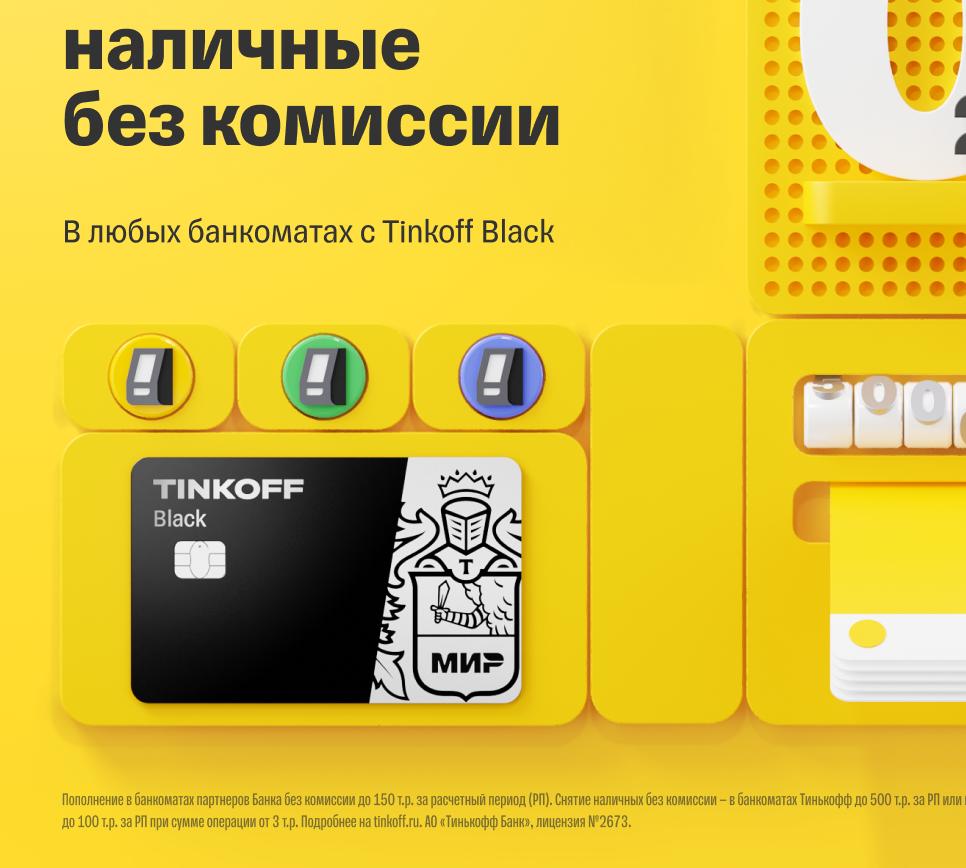 наличные
без комиссии
В любых банкоматах с Tinkoff Black
0
500
TINKOFF
Black
Т
МИР
Пополнение в банкоматах партнеров Банка без комиссии до 150 т.р. за расчетный период (РП). Снятие наличных без комиссии – в банкоматах Тинькофф до 500 т.р. за РП или
до 100 т.р. за РП при сумме операции от 3 т.р. Подробнее на tinkoff.ru. АО «Тинькофф Банк», лицензия №2673.